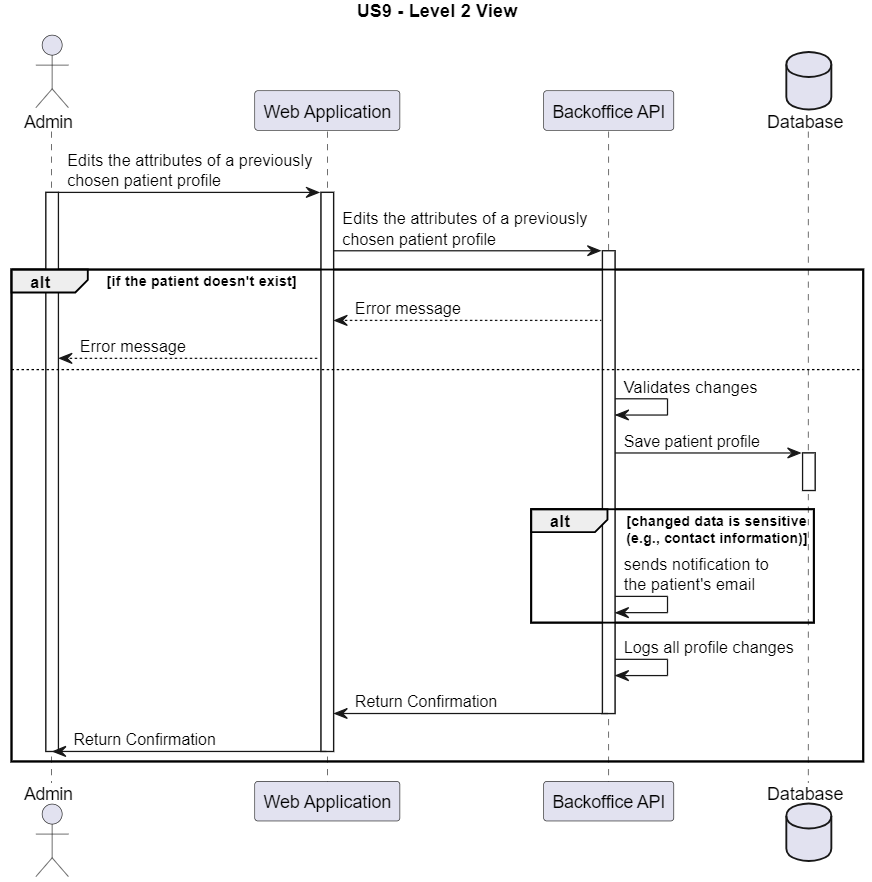 US9 - Level 2 View
Admin
Web Application
Backoffice API
Database
Edits the attributes of a previously
chosen patient profile
Edits the attributes of a previously
chosen patient profile
alt
[if the patient doesn't exist]
Error message
Error message
Validates changes
Save patient profile
alt
[changed data is sensitive
(e.g., contact information)]
sends notification to
the patient's email
Logs all profile changes
Return Confirmation
Return Confirmation
Admin
Web Application
Backoffice API
Database